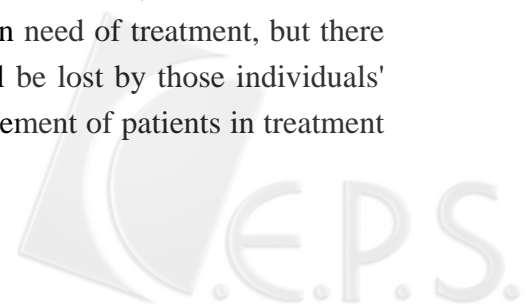 n need of treatment, but there
be lost by those individuals'
ement of patients in treatment
C.E.P.S.